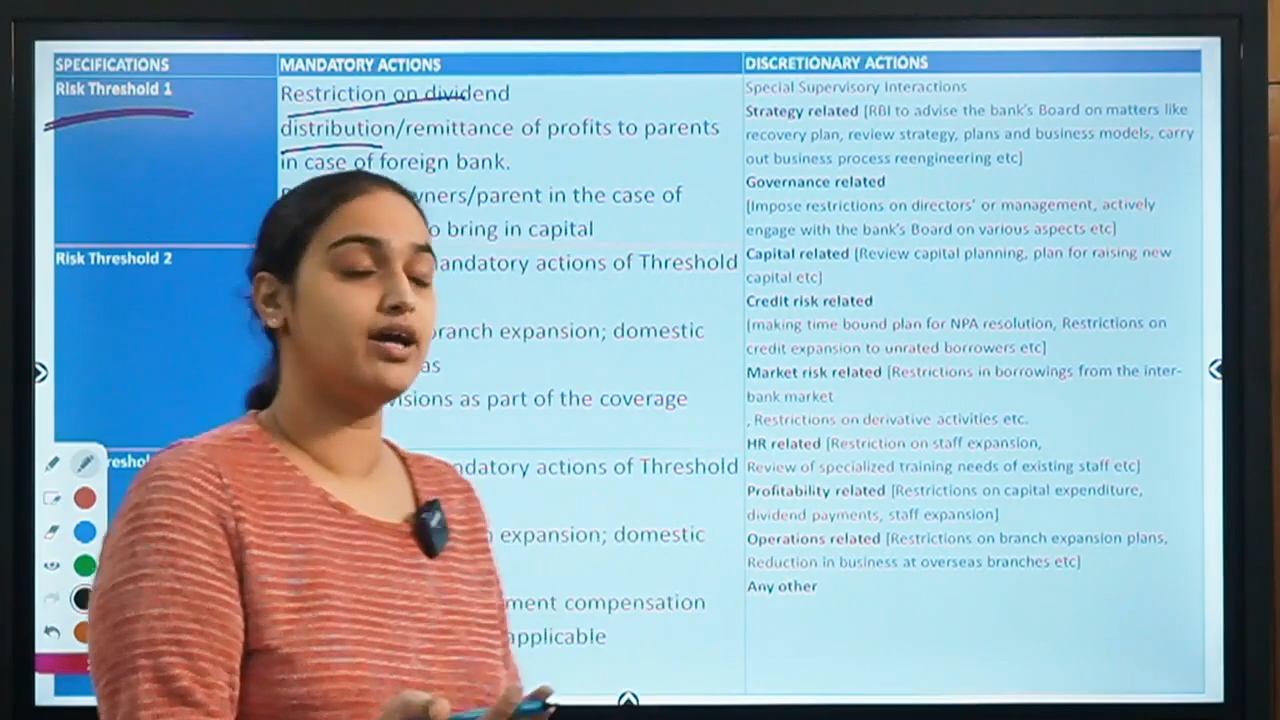 SPECIFICATIONS
MANDATORY ACTIONS
DISCRETIONARY ACTIONS
Risk Threshold 1
Restriction on dividend
distribution/remittance of profits to parents
in case of foreign bank.
/parent in the case of
bring in capital
Special Supervisory Interactions
Strategy related [RBI to advise the bank's Board on matters like
recovery plan, review strategy, plans and business models, carry
out business process reengineering etc]
Governance related
[Impose restrictions on directors' or management, actively
engage with the bank's Board on various aspects etc]
Capital related [Review capital planning, plan for raising new
capital etc]
Credit risk related
[making time bound plan for NPA resolution, Restrictions on
credit expansion to unrated borrowers etc]
Market risk related [Restrictions in borrowings from the inter-
bank market
, Restrictions on derivative activities etc.
HR related [Restriction on staff expansion,
Review of specialized training needs of existing staff etc]
Profitability related [Restrictions on capital expenditure,
dividend payments, staff expansion]
Operations related [Restrictions on branch expansion plans,
Reduction in business at overseas branches etc]
Any other
Risk Threshold 2
actions of Threshold
expansion; domestic
as part of the coverage
actions of Threshold
expansion; domestic
compensation
applicable